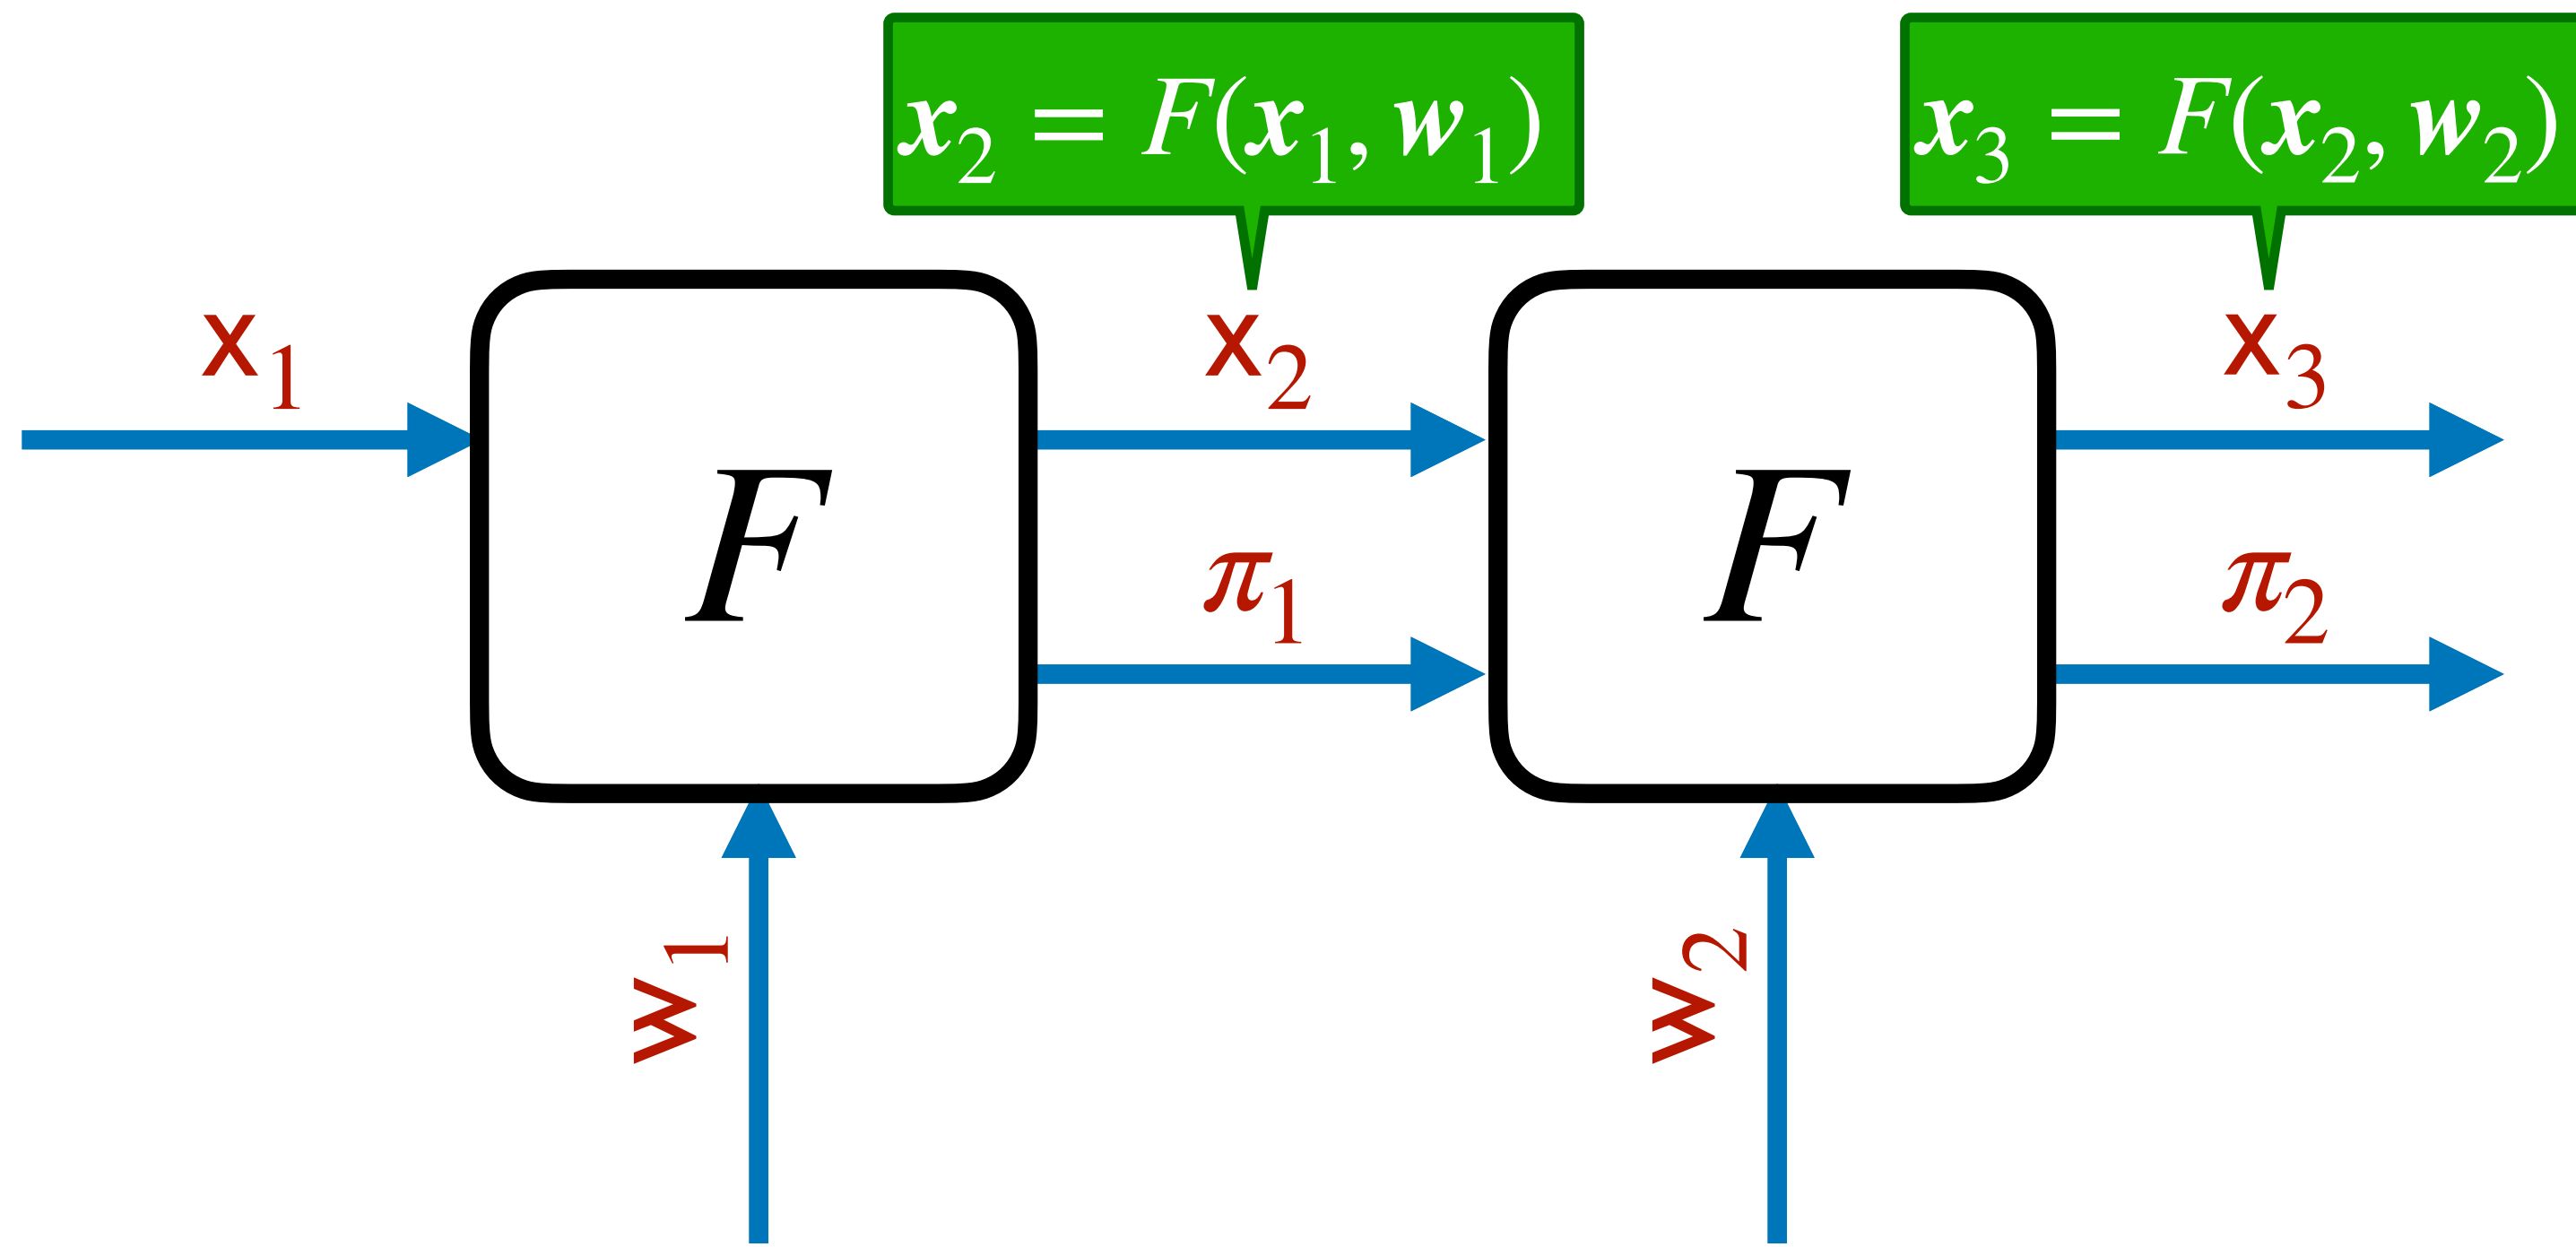 x₂ = F(x₁, w₁)
x₃ = F(x₂, w₂)
x₁
x₂
x₃
F
F
π₁
π₂
w₁
w₂